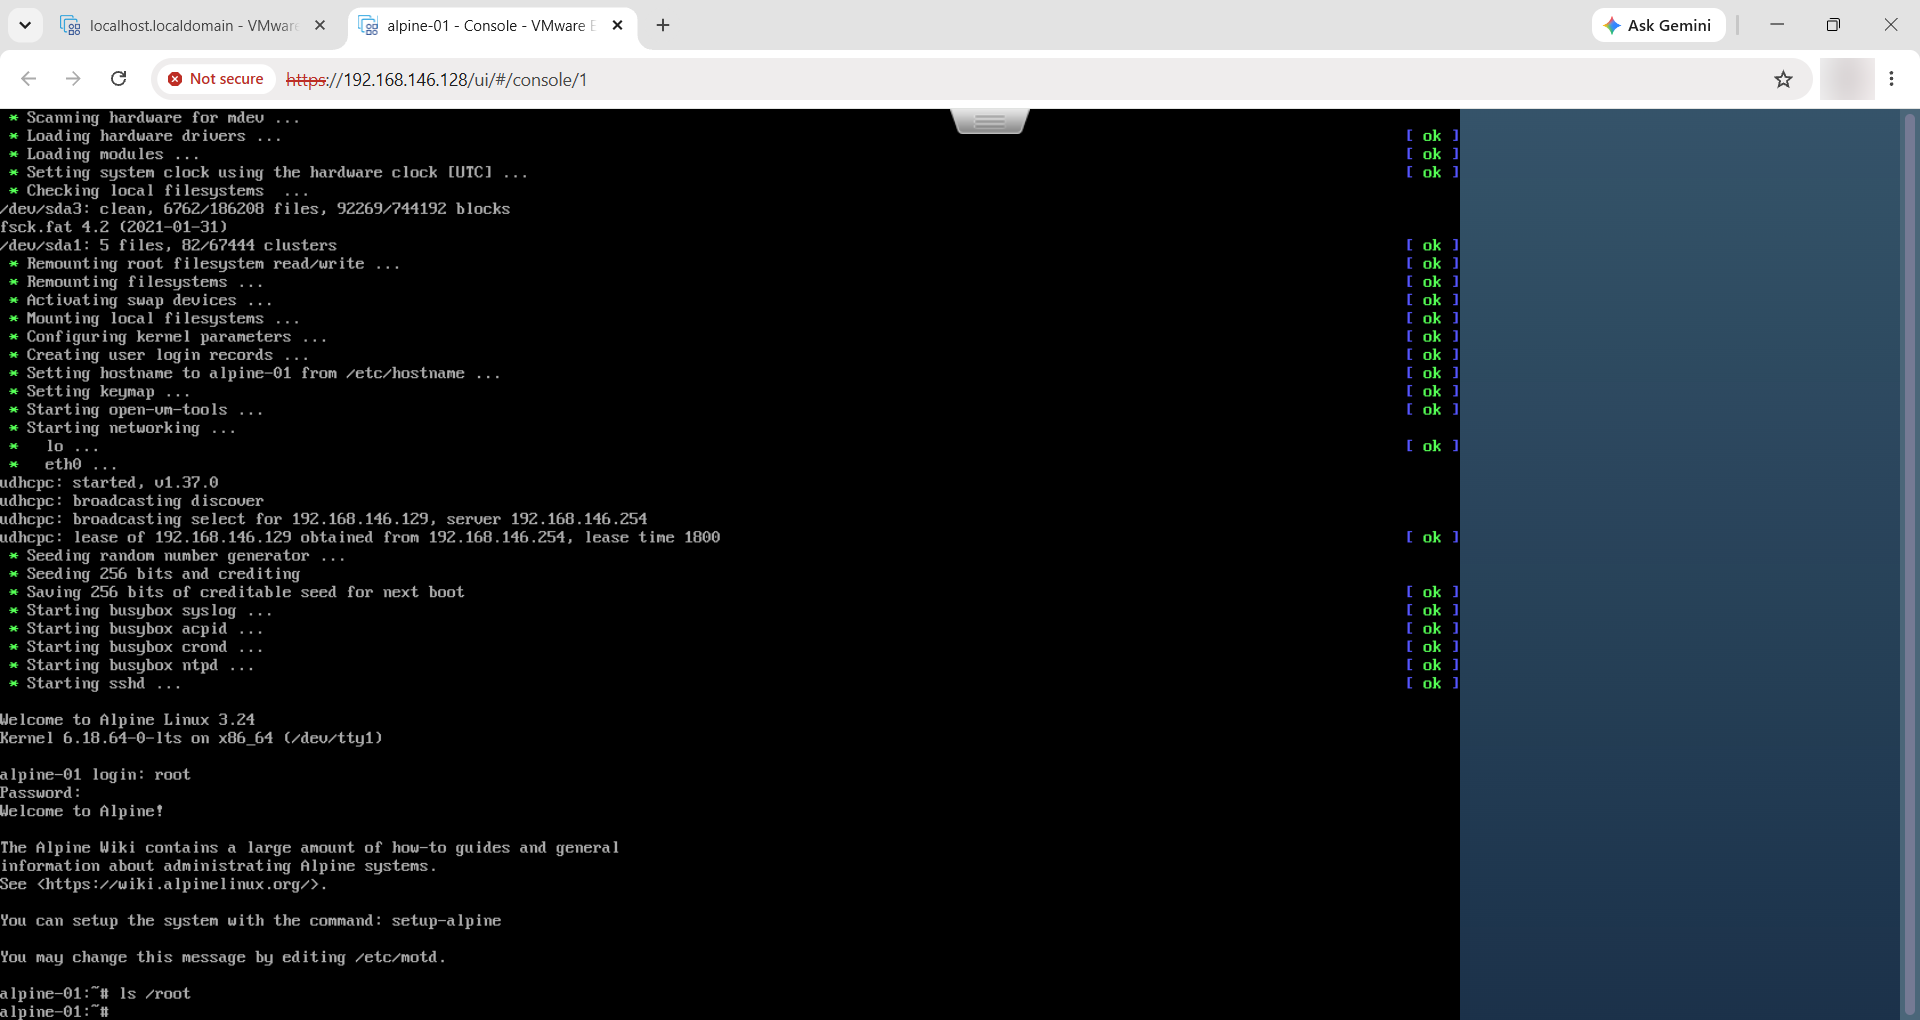 localhost.localdomain - VMware
alpine-01 - Console - VMware E
Ask Gemini
Not secure
https://192.168.146.128/ui/#/console/1
* Scanning hardware for mdev ...
* Loading hardware drivers ... [ ok ]
* Loading modules ... [ ok ]
* Setting system clock using the hardware clock [UTC] ... [ ok ]
* Checking local filesystems  ...
/dev/sda3: clean, 6762/186208 files, 92269/744192 blocks
fsck.fat 4.2 (2021-01-31)
/dev/sda1: 5 files, 82/67444 clusters [ ok ]
* Remounting root filesystem read/write ... [ ok ]
* Remounting filesystems ... [ ok ]
* Activating swap devices ... [ ok ]
* Mounting local filesystems ... [ ok ]
* Configuring kernel parameters ... [ ok ]
* Creating user login records ... [ ok ]
* Setting hostname to alpine-01 from /etc/hostname ... [ ok ]
* Setting keymap ... [ ok ]
* Starting open-vm-tools ... [ ok ]
* Starting networking ...
*   lo ... [ ok ]
*   eth0 ...
udhcpc: started, v1.37.0
udhcpc: broadcasting discover
udhcpc: broadcasting select for 192.168.146.129, server 192.168.146.254
udhcpc: lease of 192.168.146.129 obtained from 192.168.146.254, lease time 1800 [ ok ]
* Seeding random number generator ...
* Seeding 256 bits and crediting
* Saving 256 bits of creditable seed for next boot [ ok ]
* Starting busybox syslog ... [ ok ]
* Starting busybox acpid ... [ ok ]
* Starting busybox crond ... [ ok ]
* Starting busybox ntpd ... [ ok ]
* Starting sshd ... [ ok ]
Welcome to Alpine Linux 3.24
Kernel 6.18.64-0-lts on x86_64 (/dev/tty1)
alpine-01 login: root
Password:
Welcome to Alpine!
The Alpine Wiki contains a large amount of how-to guides and general
information about administrating Alpine systems.
See <https://wiki.alpinelinux.org/>.
You can setup the system with the command: setup-alpine
You may change this message by editing /etc/motd.
alpine-01:~# ls /root
alpine-01:~#